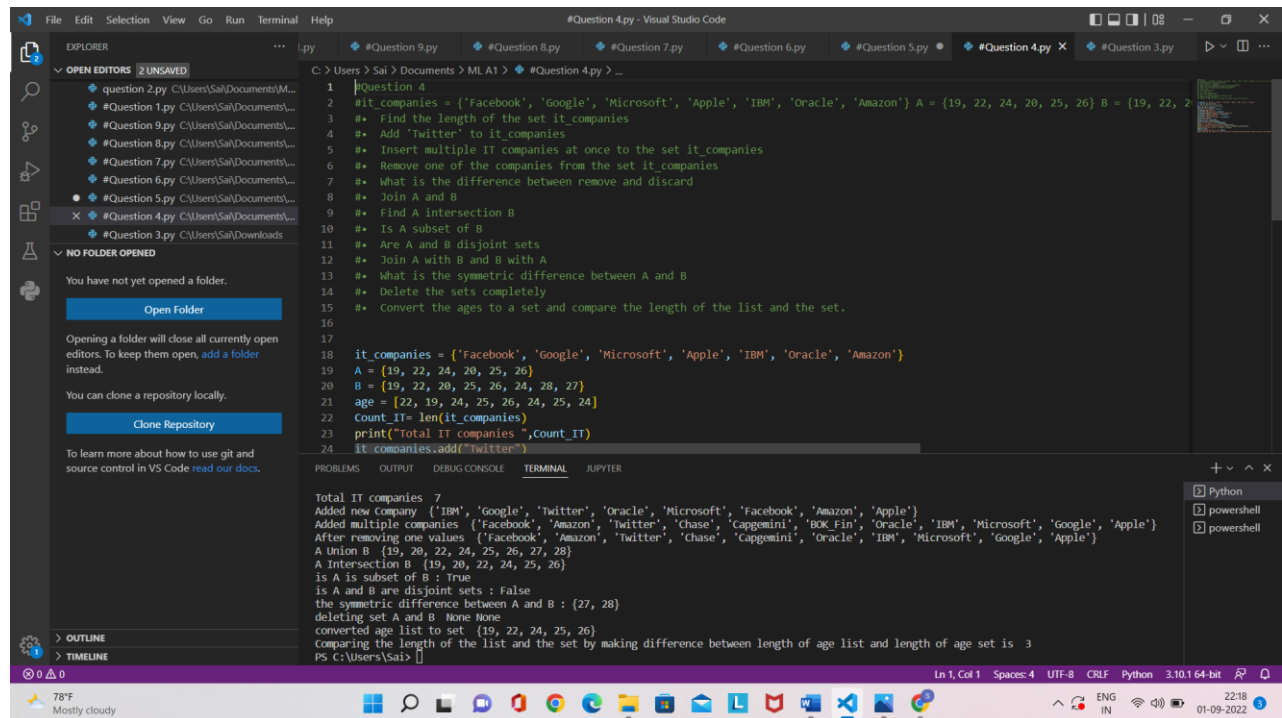 File Edit Selection View Go Run Terminal Help
#Question 4.py - Visual Studio Code
EXPLORER
OPEN EDITORS 2 UNSAVED
question 2.py C:\Users\Sai\Documents\M...
#Question 1.py C:\Users\Sai\Documents\...
#Question 9.py C:\Users\Sai\Documents\...
#Question 8.py C:\Users\Sai\Documents\...
#Question 7.py C:\Users\Sai\Documents\...
#Question 6.py C:\Users\Sai\Documents\...
#Question 5.py C:\Users\Sai\Documents\...
#Question 4.py C:\Users\Sai\Documents\...
#Question 3.py C:\Users\Sai\Downloads
NO FOLDER OPENED
You have not yet opened a folder.
Open Folder
Opening a folder will close all currently open
editors. To keep them open, add a folder
instead.
You can clone a repository locally.
Clone Repository
To learn more about how to use git and
source control in VS Code read our docs.
OUTLINE
TIMELINE
.py #Question 9.py #Question 8.py #Question 7.py #Question 6.py #Question 5.py #Question 4.py #Question 3.py
C: > Users > Sai > Documents > ML A1 > #Question 4.py > ...
1 #Question 4
2 #it_companies = {'Facebook', 'Google', 'Microsoft', 'Apple', 'IBM', 'Oracle', 'Amazon'} A = {19, 22, 24, 20, 25, 26} B = {19, 22, 2
3 #• Find the length of the set it_companies
4 #• Add 'Twitter' to it_companies
5 #• Insert multiple IT companies at once to the set it_companies
6 #• Remove one of the companies from the set it_companies
7 #• What is the difference between remove and discard
8 #• Join A and B
9 #• Find A intersection B
10 #• Is A subset of B
11 #• Are A and B disjoint sets
12 #• Join A with B and B with A
13 #• What is the symmetric difference between A and B
14 #• Delete the sets completely
15 #• Convert the ages to a set and compare the length of the list and the set.
16
17
18 it_companies = {'Facebook', 'Google', 'Microsoft', 'Apple', 'IBM', 'Oracle', 'Amazon'}
19 A = {19, 22, 24, 20, 25, 26}
20 B = {19, 22, 20, 25, 26, 24, 28, 27}
21 age = [22, 19, 24, 25, 26, 24, 25, 24]
22 Count_IT= len(it_companies)
23 print("Total IT companies ",Count_IT)
24 it_companies.add("Twitter")
PROBLEMS OUTPUT DEBUG CONSOLE TERMINAL JUPYTER
Total IT companies 7
Added new Company {'IBM', 'Google', 'Twitter', 'Oracle', 'Microsoft', 'Facebook', 'Amazon', 'Apple'}
Added multiple companies {'Facebook', 'Amazon', 'Twitter', 'Chase', 'Capgemini', 'BOK_Fin', 'Oracle', 'IBM', 'Microsoft', 'Google', 'Apple'}
After removing one values {'Facebook', 'Amazon', 'Twitter', 'Chase', 'Capgemini', 'Oracle', 'IBM', 'Microsoft', 'Google', 'Apple'}
A Union B {19, 20, 22, 24, 25, 26, 27, 28}
A Intersection B {19, 20, 22, 24, 25, 26}
is A is subset of B : True
is A and B are disjoint sets : False
the symmetric difference between A and B : {27, 28}
deleting set A and B None None
converted age list to set {19, 22, 24, 25, 26}
Comparing the length of the list and the set by making difference between length of age list and length of age set is 3
PS C:\Users\Sai>
Python
powershell
powershell
0 0
Ln 1, Col 1 Spaces: 4 UTF-8 CRLF Python 3.10.1 64-bit
78°F
Mostly cloudy
ENG
IN
22:18
01-09-2022
3